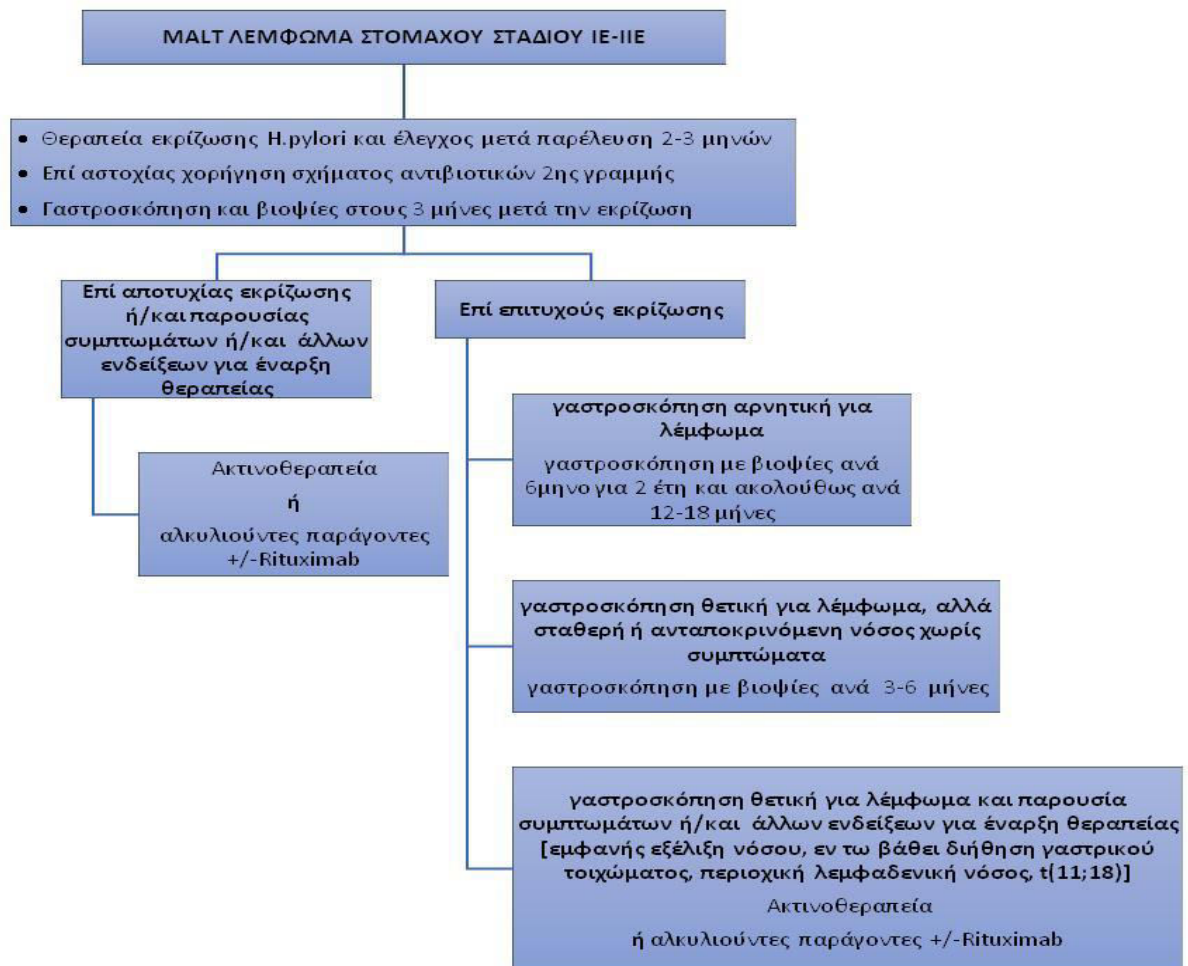 MALT ΛΕΜΦΩΜΑ ΣΤΟΜΑΧΟΥ ΣΤΑΔΙΟΥ ΙΕ-ΙΙΕ
• Θεραπεία εκρίζωσης H.pylori και έλεγχος μετά παρέλευση 2-3 μηνών
• Επί αστοχίας χορήγηση σχήματος αντιβιοτικών 2ης γραμμής
• Γαστροσκόπηση και βιοψίες στους 3 μήνες μετά την εκρίζωση
Επί αποτυχίας εκρίζωσης
ή/και παρουσίας
συμπτωμάτων ή/και άλλων
ενδείξεων για έναρξη
θεραπείας
Ακτινοθεραπεία
ή
αλκυλιούντες παράγοντες
+/-Rituximab
Επί επιτυχούς εκρίζωσης
γαστροσκόπηση αρνητική για
λέμφωμα
γαστροσκόπηση με βιοψίες ανά
6μηνο για 2 έτη και ακολούθως ανά
12-18 μήνες
γαστροσκόπηση θετική για λέμφωμα, αλλά
σταθερή ή ανταποκρινόμενη νόσος χωρίς
συμπτώματα
γαστροσκόπηση με βιοψίες ανά 3-6 μήνες
γαστροσκόπηση θετική για λέμφωμα και παρουσία
συμπτωμάτων ή/και άλλων ενδείξεων για έναρξη θεραπείας
[εμφανής εξέλιξη νόσου, εν τω βάθει διήθηση γαστρικού
τοιχώματος, περιοχική λεμφαδενική νόσος, t(11;18)]
Ακτινοθεραπεία
ή αλκυλιούντες παράγοντες +/-Rituximab